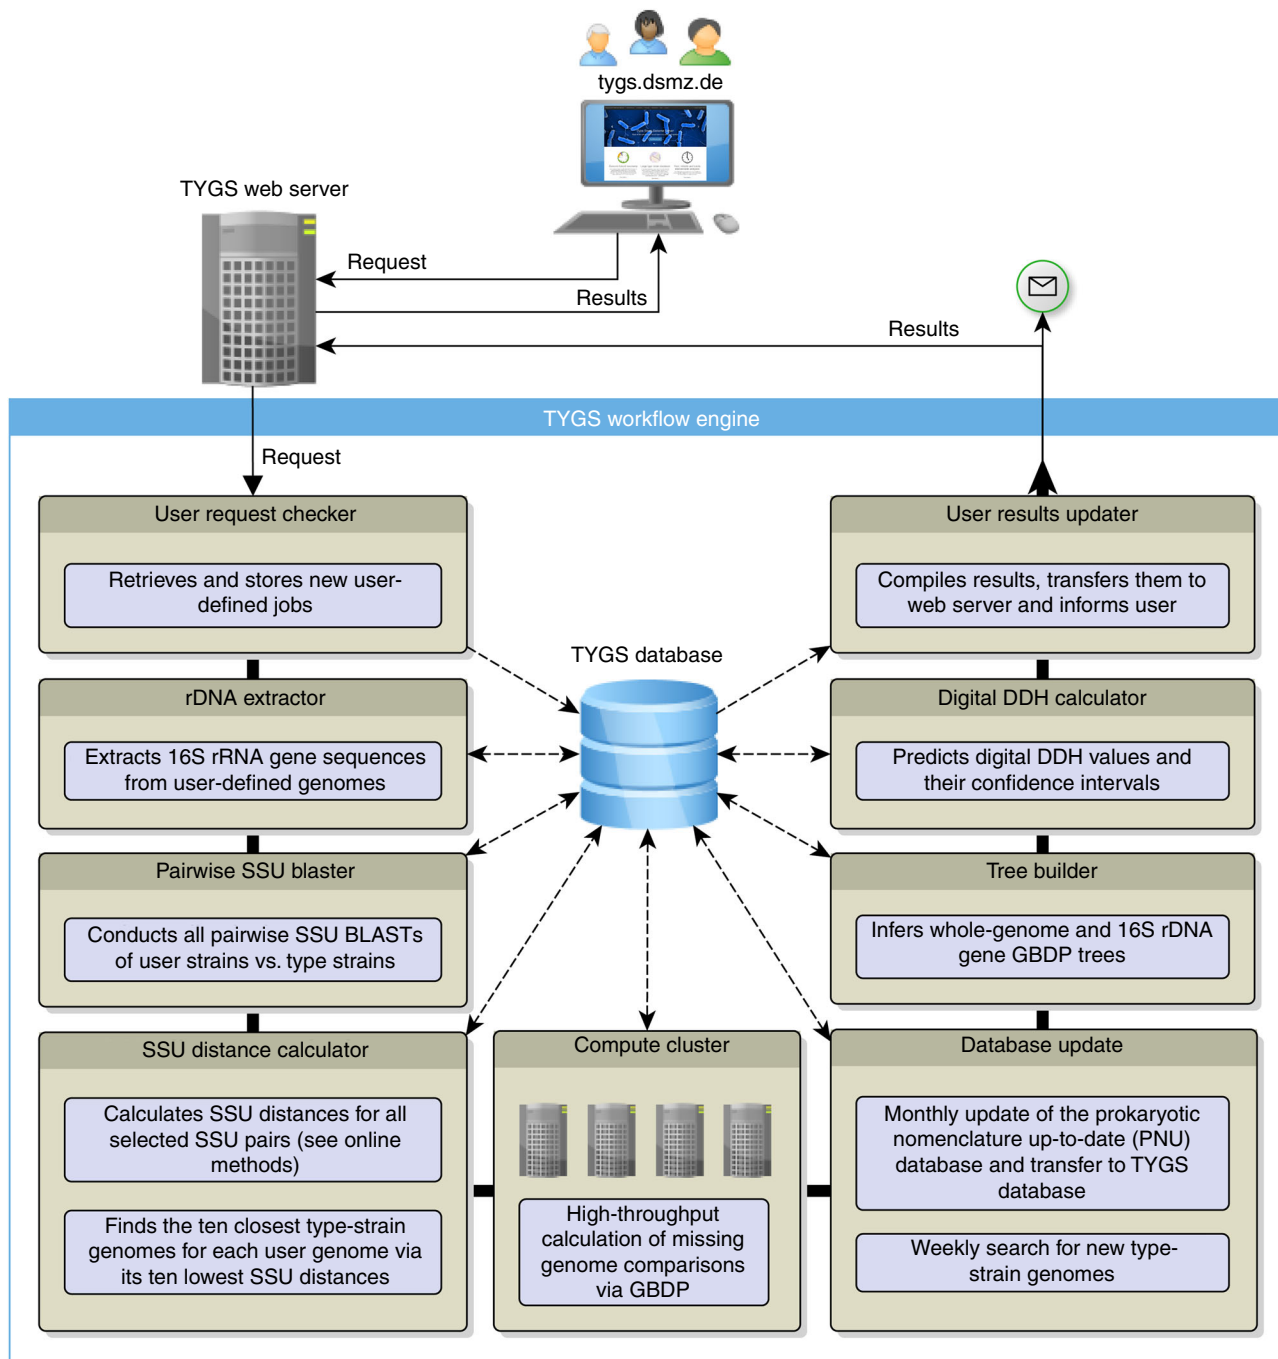 tygs.dsmz.de
TYGS web server
Request
Results
Results
TYGS workflow engine
Request
User request checker
Retrieves and stores new user-
defined jobs
User results updater
Compiles results, transfers them to
web server and informs user
TYGS database
rDNA extractor
Extracts 16S rRNA gene sequences
from user-defined genomes
Digital DDH calculator
Predicts digital DDH values and
their confidence intervals
Pairwise SSU blaster
Conducts all pairwise SSU BLASTs
of user strains vs. type strains
Tree builder
Infers whole-genome and 16S rDNA
gene GBDP trees
SSU distance calculator
Calculates SSU distances for all
selected SSU pairs (see online
methods)
Finds the ten closest type-strain
genomes for each user genome via
its ten lowest SSU distances
Compute cluster
High-throughput
calculation of missing
genome comparisons
via GBDP
Database update
Monthly update of the prokaryotic
nomenclature up-to-date (PNU)
database and transfer to TYGS
database
Weekly search for new type-
strain genomes